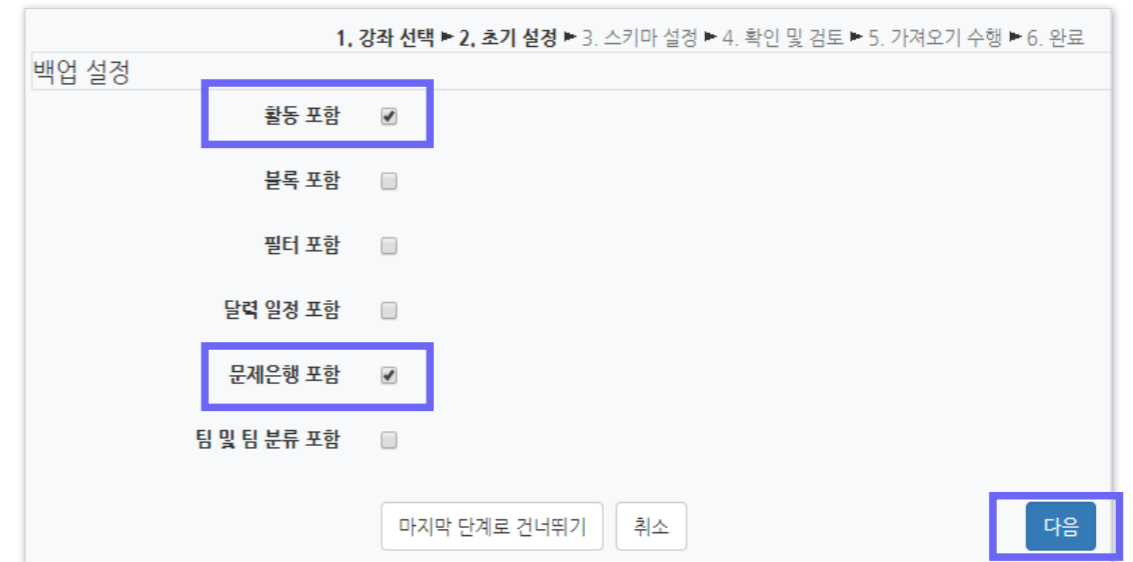 1. 강좌 선택 ► 2. 초기 설정 ► 3. 스키마 설정 ► 4. 확인 및 검토 ► 5. 가져오기 수행 ► 6. 완료
백업 설정
활동 포함
블록 포함
필터 포함
달력 일정 포함
문제은행 포함
팀 및 팀 분류 포함
마지막 단계로 건너뛰기 취소 다음